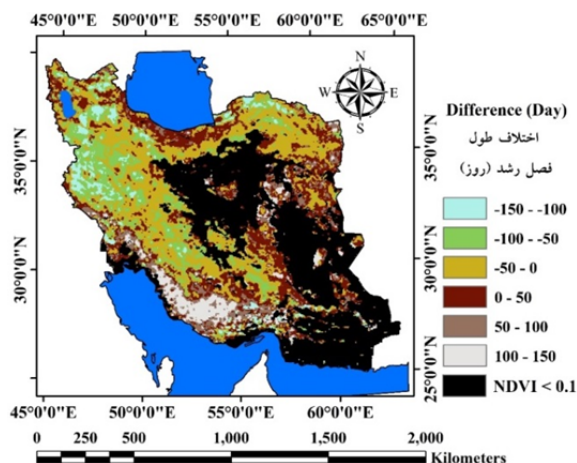 45°0'0"E 50°0'0"E 55°0'0"E 60°0'0"E 65°0'0"E
N
W E
S
35°0'0"N
30°0'0"N
35°0'0"N
30°0'0"N
25°0'0"N
45°0'0"E 50°0'0"E 55°0'0"E 60°0'0"E
Difference (Day)
اختلاف طول
فصل رشد (روز)
-150 - -100
-100 - -50
-50 - 0
0 - 50
50 - 100
100 - 150
NDVI < 0.1
0 250 500 1,000 1,500 2,000
Kilometers